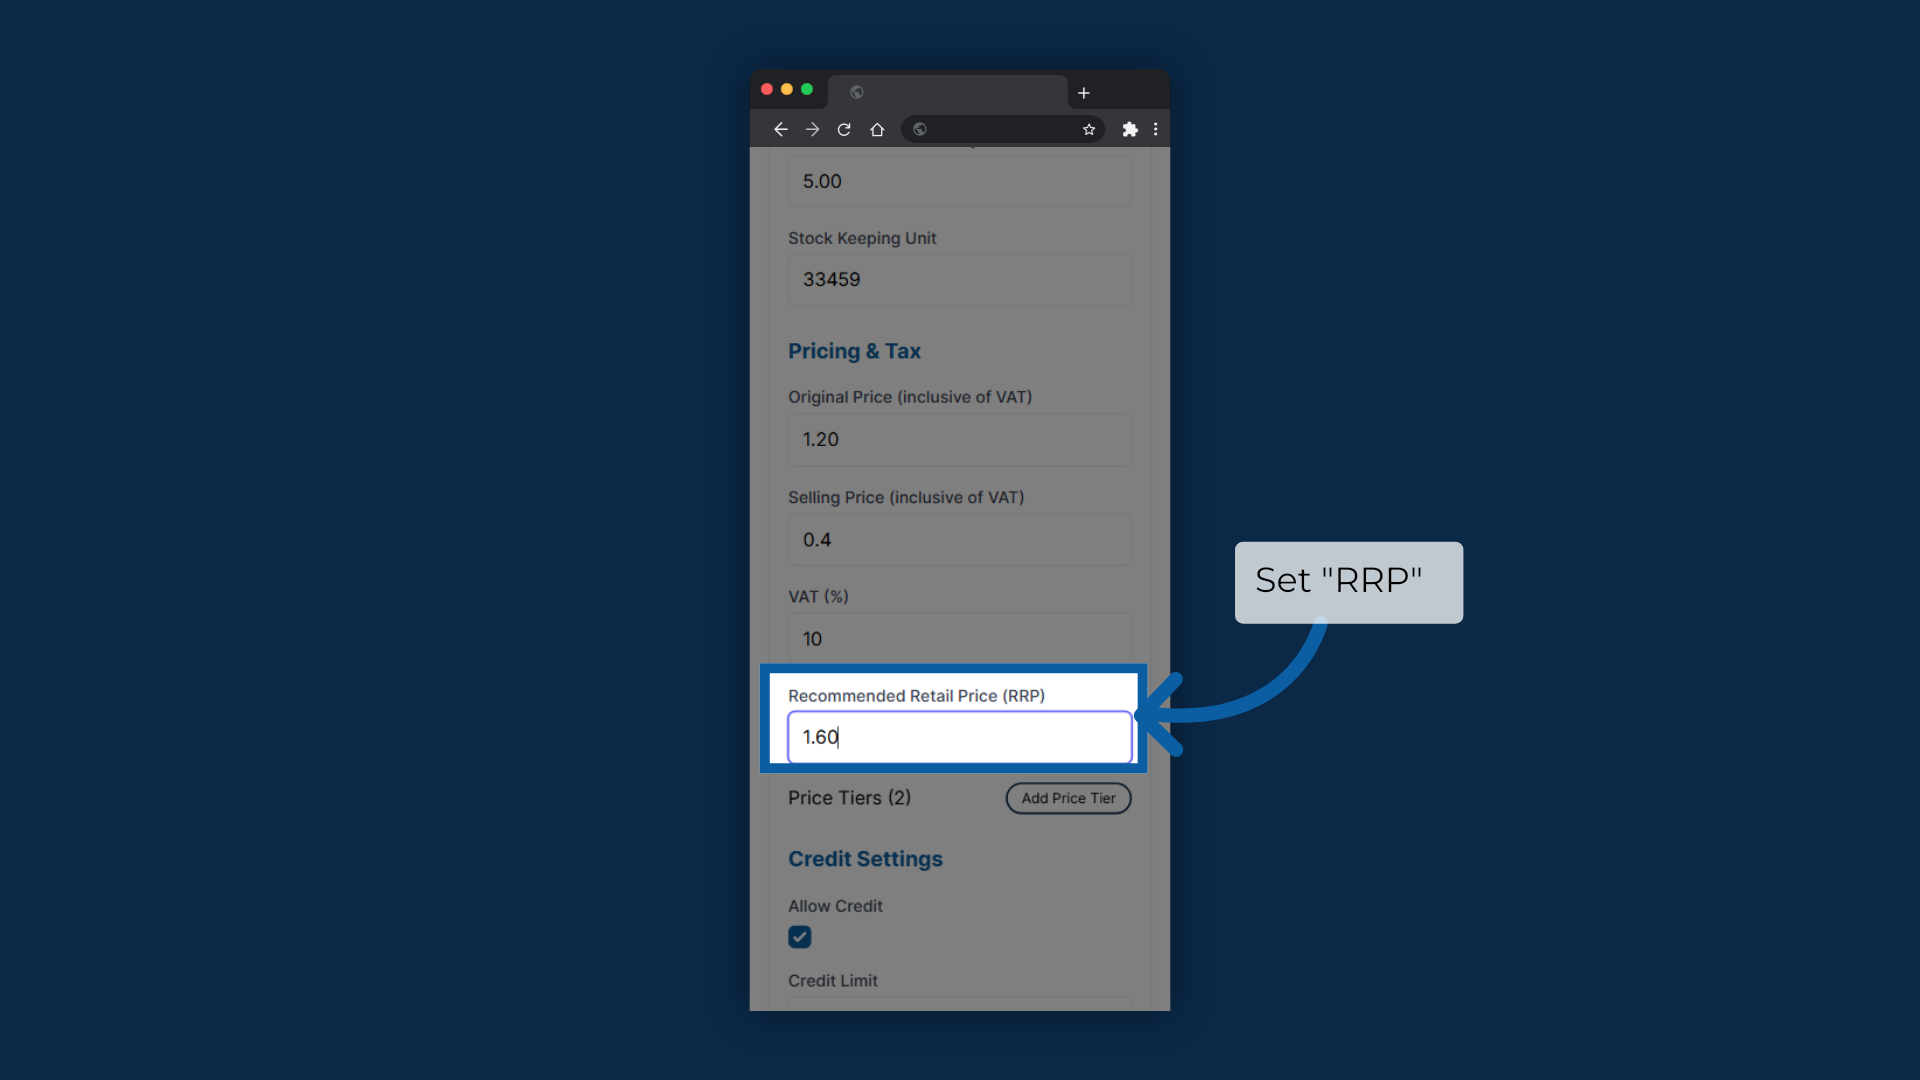 5.00
Stock Keeping Unit
33459
Pricing & Tax
Original Price (inclusive of VAT)
1.20
Selling Price (inclusive of VAT)
0.4
VAT (%)
10
Recommended Retail Price (RRP)
1.60
Set "RRP"
Price Tiers (2)
Add Price Tier
Credit Settings
Allow Credit
Credit Limit